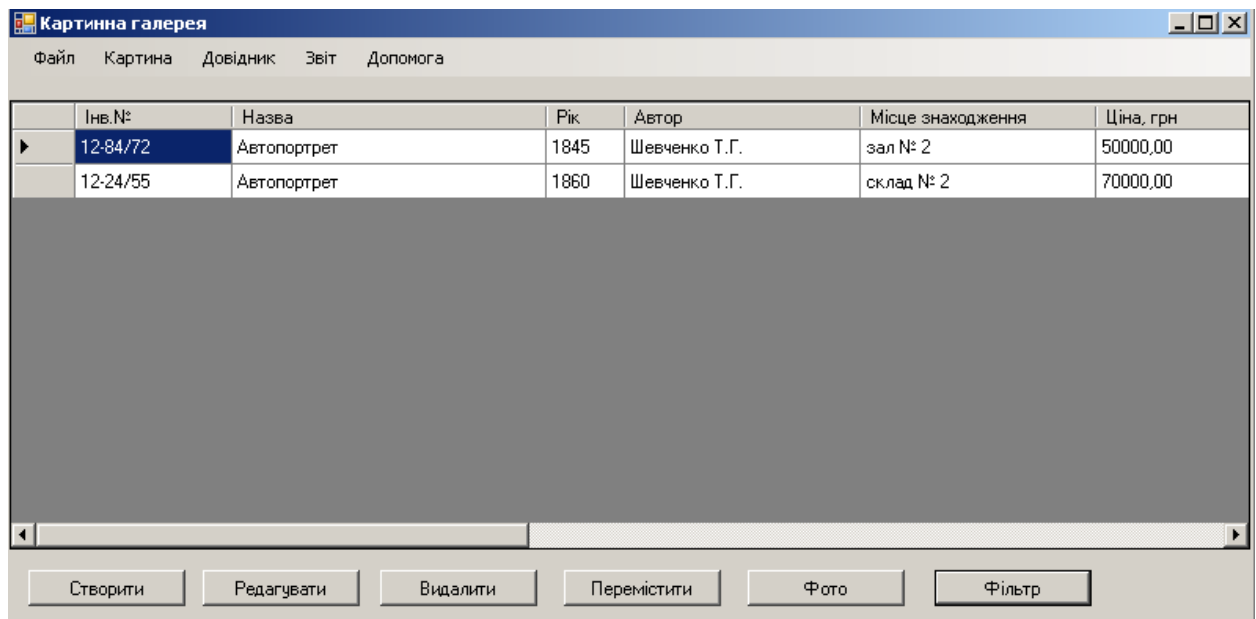 Картинна галерея
Файл Картина Довідник Звіт Допомога
Інв.№ Назва Рік Автор Місце знаходження Ціна, грн
12-84/72 Автопортрет 1845 Шевченко Т.Г. зал № 2 50000,00
12-24/55 Автопортрет 1860 Шевченко Т.Г. склад № 2 70000,00
Створити Редагувати Видалити Перемістити Фото Фільтр